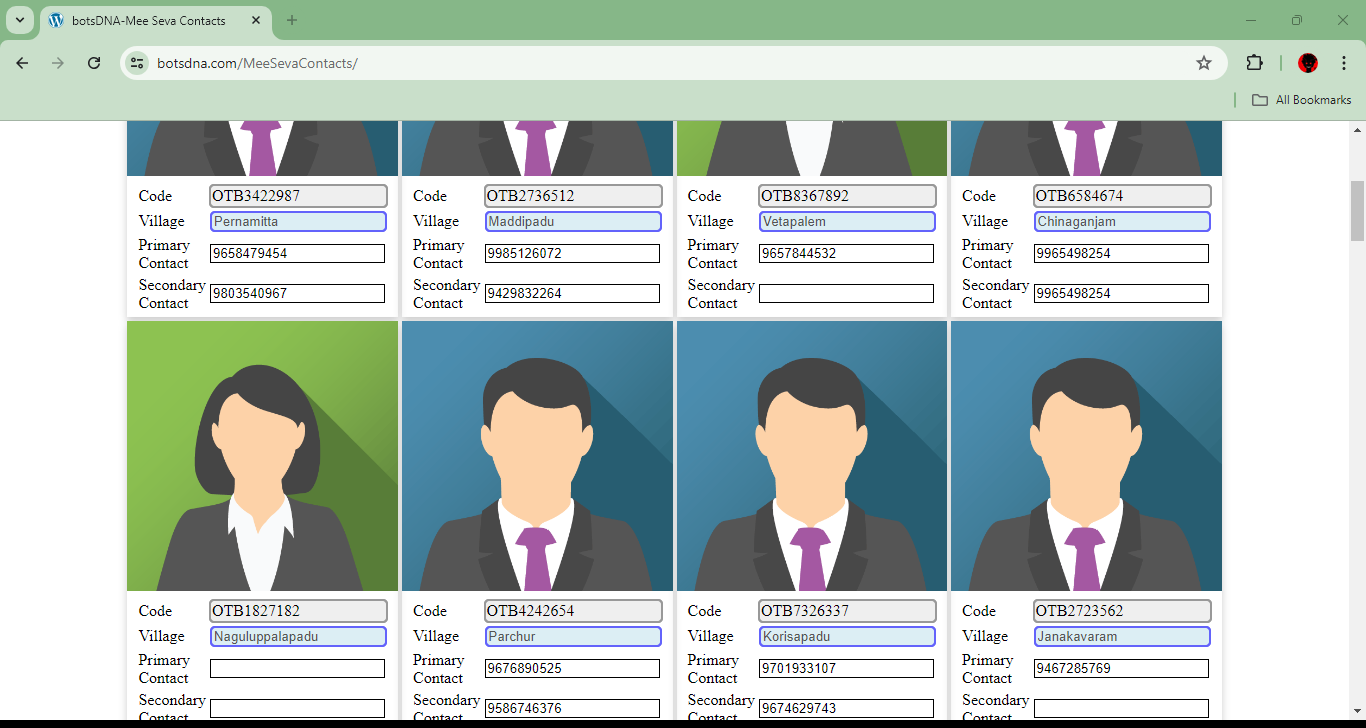 botsDNA-Mee Seva Contacts
botsdna.com/MeeSevaContacts/
All Bookmarks
Code OTB3422987
Village Pernamitta
Primary Contact 9658479454
Secondary Contact 9803540967
Code OTB2736512
Village Maddipadu
Primary Contact 9985126072
Secondary Contact 9429832264
Code OTB8367892
Village Vetapalem
Primary Contact 9657844532
Secondary Contact
Code OTB6584674
Village Chinaganjam
Primary Contact 9965498254
Secondary Contact 9965498254
Code OTB1827182
Village Naguluppalapadu
Primary Contact
Secondary Contact
Code OTB4242654
Village Parchur
Primary Contact 9676890525
Secondary Contact 9586746376
Code OTB7326337
Village Korisapadu
Primary Contact 9701933107
Secondary Contact 9674629743
Code OTB2723562
Village Janakavaram
Primary Contact 9467285769
Secondary Contact